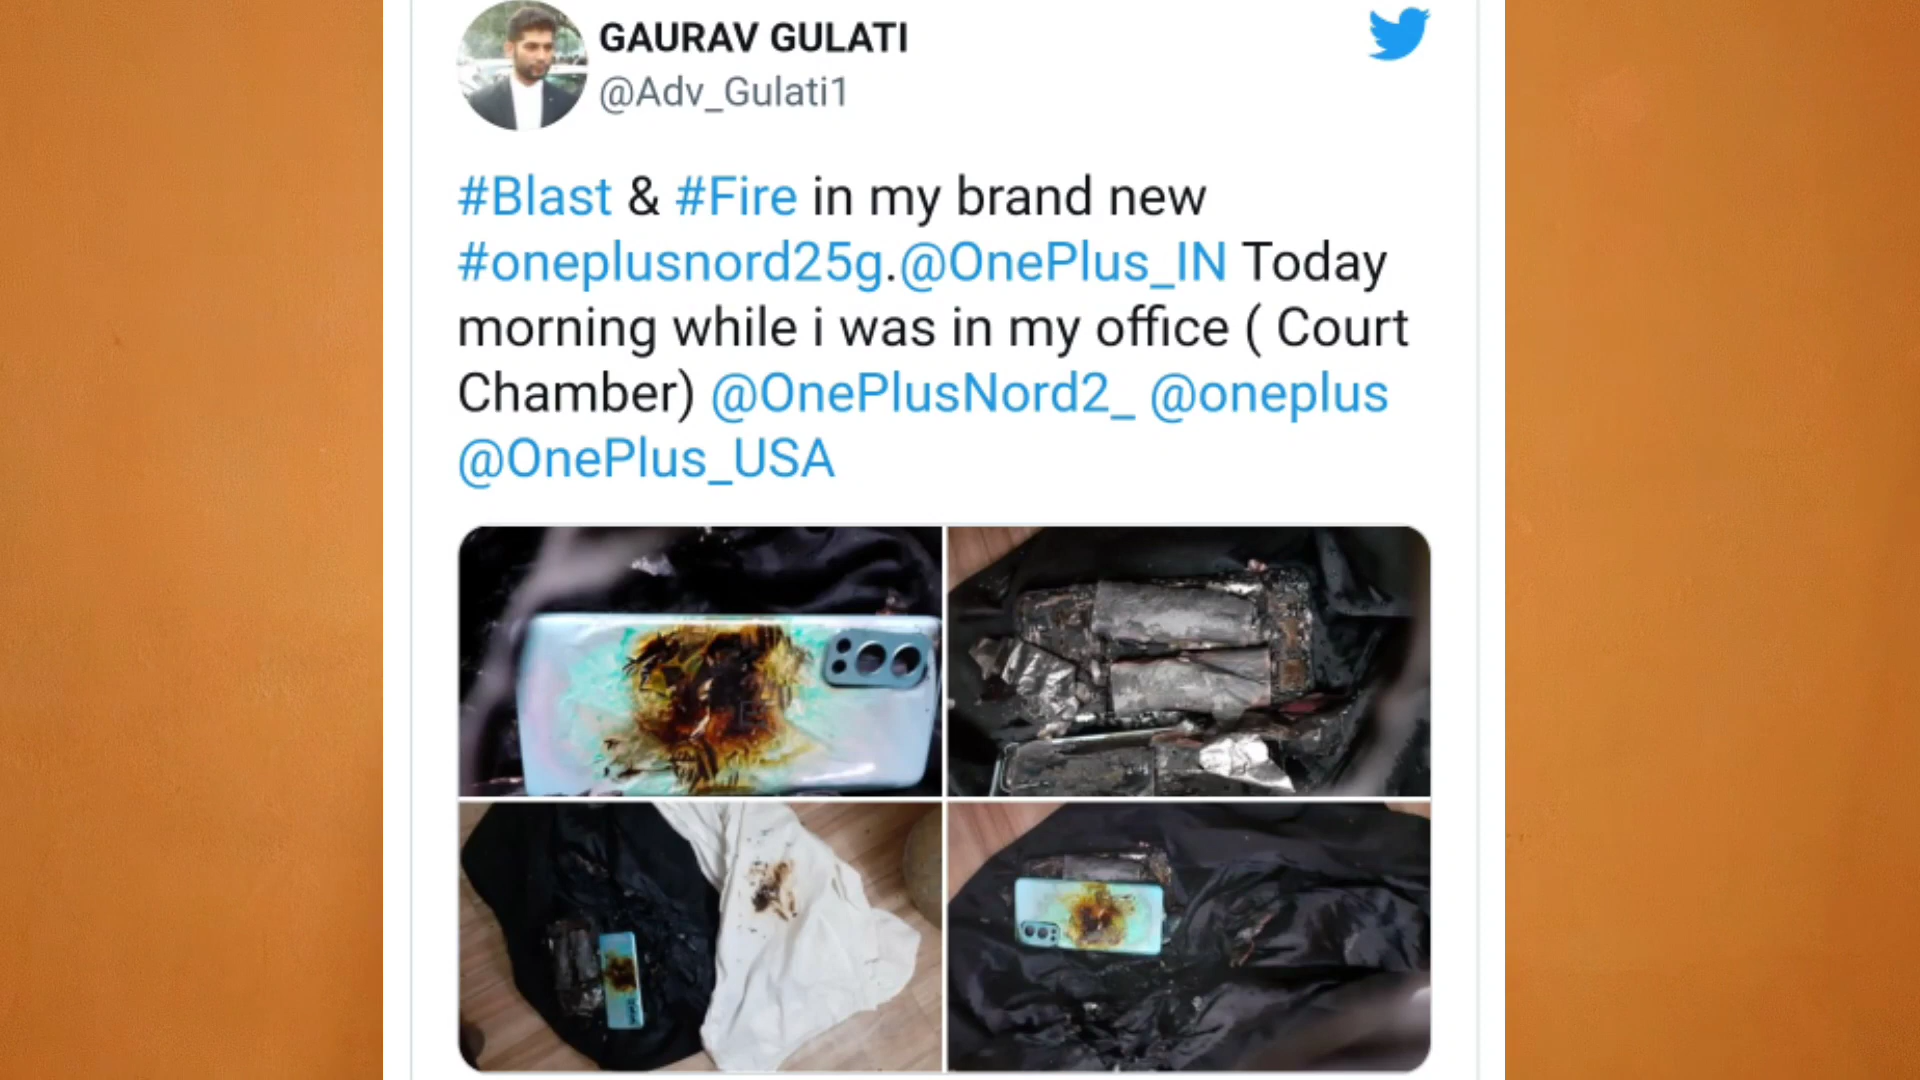 GAURAV GULATI
@Adv_Gulati1
#Blast & #Fire in my brand new
#oneplusnord25g.@OnePlus_IN Today
morning while i was in my office ( Court
Chamber) @OnePlusNord2_ @oneplus
@OnePlus_USA